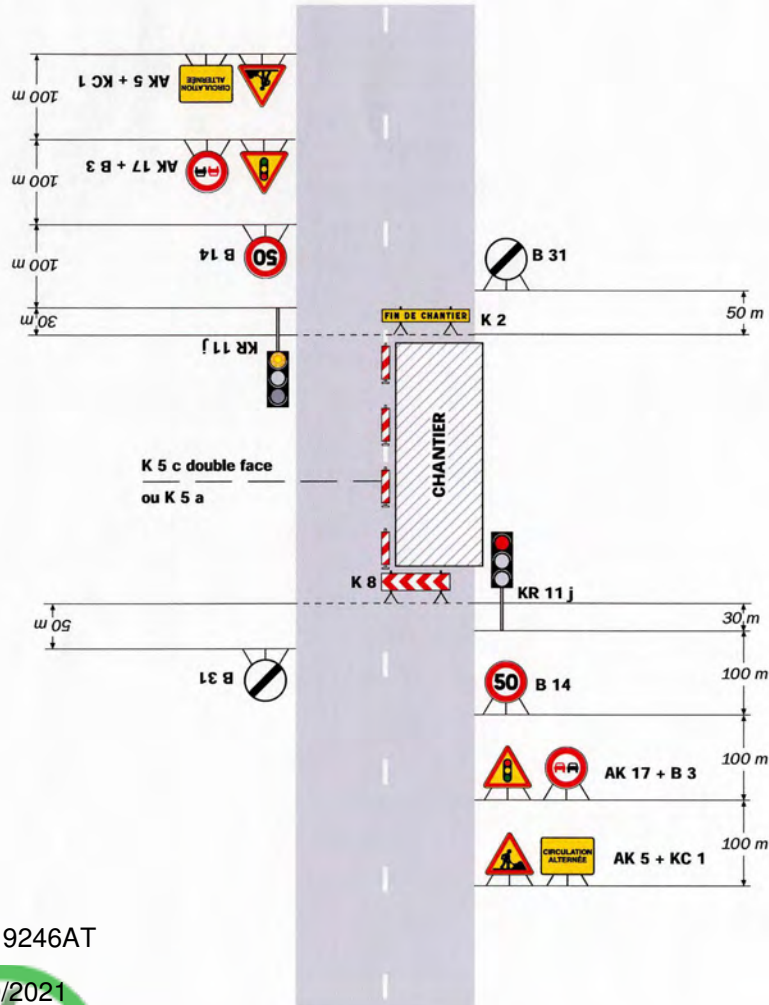 100 m
AK 5 + KC 1
CIRCULATION
ALTERNÉE
100 m
AK 17 + B 3
100 m
B 14
50
30 m
KR 11 j
B 31
50 m
FIN DE CHANTIER
K 2
CHANTIER
K 5 c double face
ou K 5 a
K 8
KR 11 j
30 m
50 m
B 31
50
B 14
100 m
AK 17 + B 3
100 m
CIRCULATION
ALTERNÉE
AK 5 + KC 1
100 m
9246AT
/2021